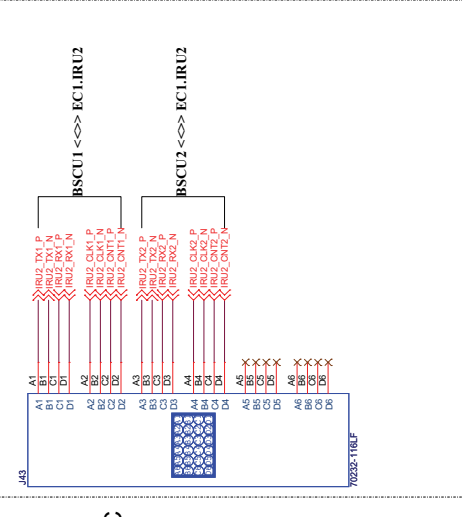 BSCU1 <<>> EC1.IRU2
BSCU2 <<>> EC1.IRU2
IRU2_TX1_P
IRU2_TX1_N
IRU2_RX1_P
IRU2_RX1_N
IRU2_CLK1_P
IRU2_CLK1_N
IRU2_CNT1_P
IRU2_CNT1_N
IRU2_TX2_P
IRU2_TX2_N
IRU2_RX2_P
IRU2_RX2_N
IRU2_CLK2_P
IRU2_CLK2_N
IRU2_CNT2_P
IRU2_CNT2_N
A1
B1
C1
D1
A2
B2
C2
D2
A3
B3
C3
D3
A4
B4
C4
D4
A5
B5
C5
D5
A6
B6
C6
D6
A1
B1
C1
D1
A2
B2
C2
D2
A3
B3
C3
D3
A4
B4
C4
D4
A5
B5
C5
D5
A6
B6
C6
D6
J43
70232-116LF